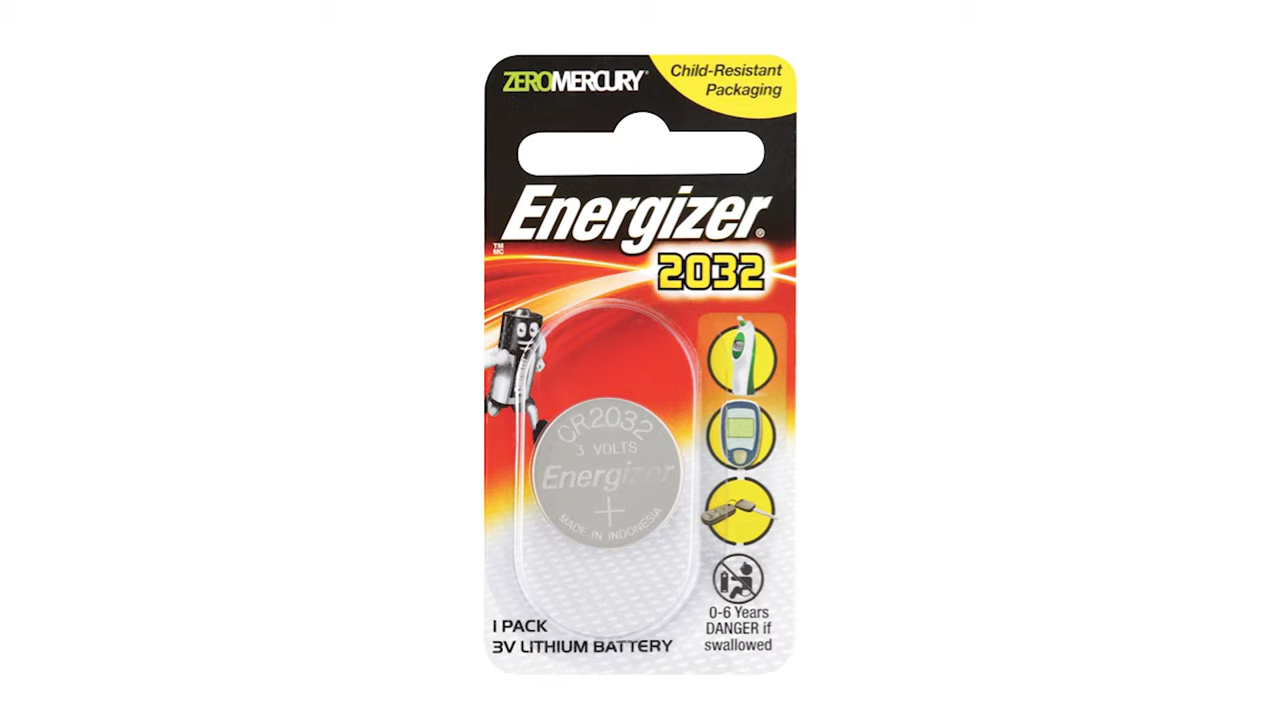 ZEROMERCURY®
Child-Resistant
Packaging
Energizer®
TM
MC
2032
CR2032
3 VOLTS
Energizer
+
MADE IN INDONESIA
0-6 Years
DANGER if
swallowed
1 PACK
3V LITHIUM BATTERY